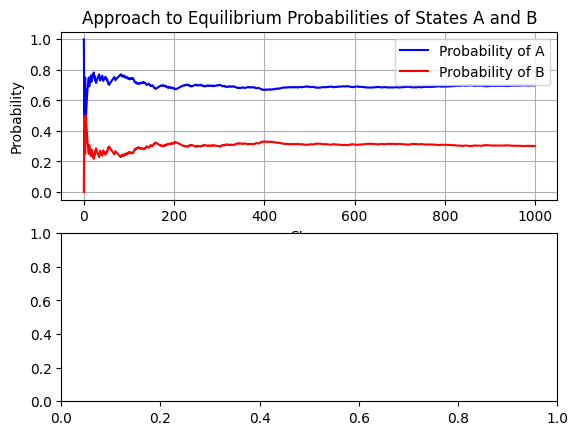 Approach to Equilibrium Probabilities of States A and B
1.0
0.8
0.6
0.4
0.2
0.0
Probability
Probability of A
Probability of B
0 200 400 600 800 1000
1.0
0.8
0.6
0.4
0.2
0.0
0.0 0.2 0.4 0.6 0.8 1.0